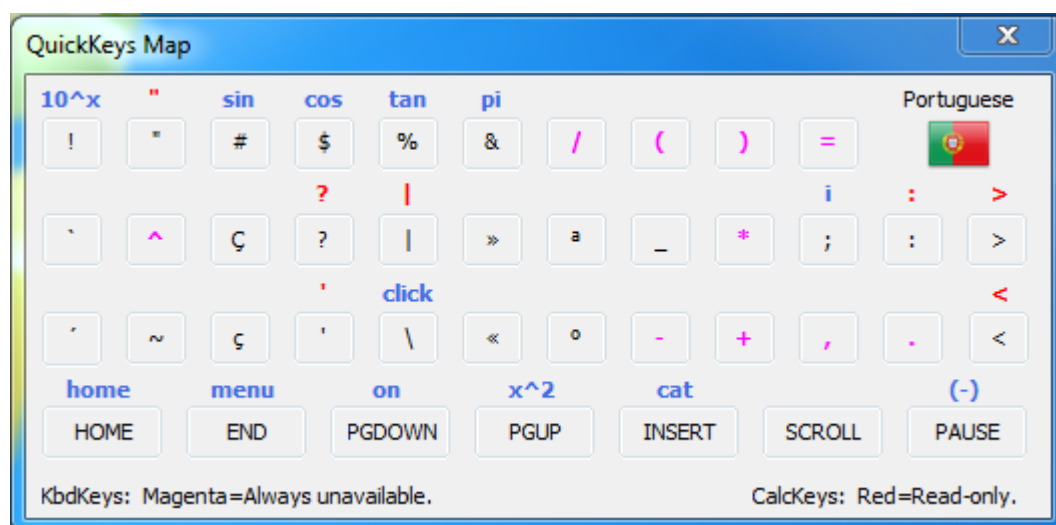 QuickKeys Map
10^x " sin cos tan pi Portuguese
! " # $ % & / ( ) =
? | i : >
` ^ Ç ? | » ª _ * ; : >
' click <
´ ~ ç ' \ « º - + , . <
home menu on x^2 cat (-)
HOME END PGDOWN PGUP INSERT SCROLL PAUSE
KbdKeys: Magenta=Always unavailable. CalcKeys: Red=Read-only.